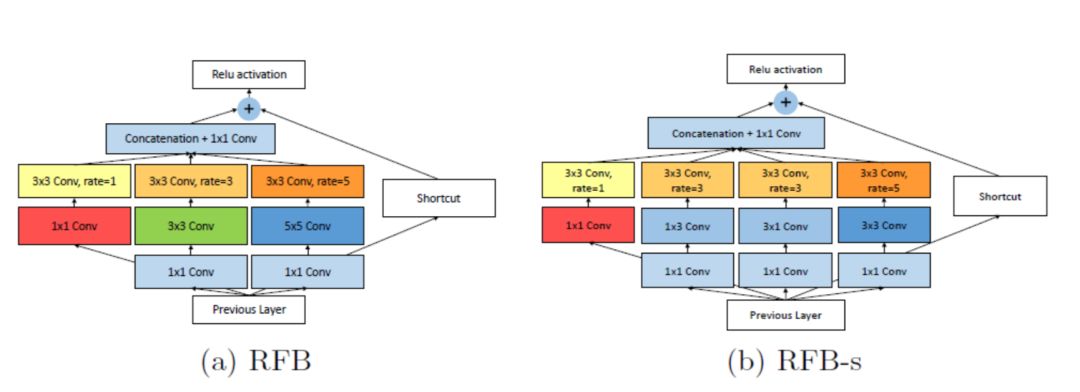 Relu activation
+
Concatenation + 1x1 Conv
3x3 Conv, rate=1
3x3 Conv, rate=3
3x3 Conv, rate=5
Shortcut
1x1 Conv
3x3 Conv
5x5 Conv
1x1 Conv
1x1 Conv
Previous Layer
(a) RFB
Relu activation
+
Concatenation + 1x1 Conv
3x3 Conv,
rate=1
3x3 Conv,
rate=3
3x3 Conv,
rate=3
3x3 Conv,
rate=5
Shortcut
1x1 Conv
1x3 Conv
3x1 Conv
3x3 Conv
1x1 Conv
1x1 Conv
1x1 Conv
Previous Layer
(b) RFB-s